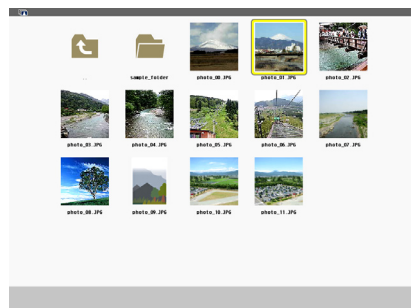 ..
sample_folder
photo_00.JPG
photo_01.JPG
photo_02.JPG
photo_03.JPG
photo_04.JPG
photo_05.JPG
photo_06.JPG
photo_07.JPG
photo_08.JPG
photo_09.JPG
photo_10.JPG
photo_11.JPG